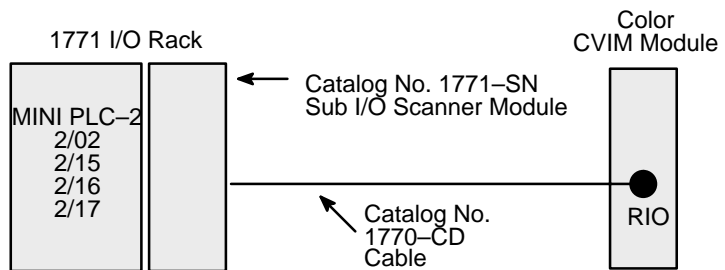 Color
CVIM Module
1771 I/O Rack
Catalog No. 1771–SN
Sub I/O Scanner Module
MINI PLC–2
2/02
2/15
2/16
2/17
Catalog No.
1770–CD
Cable
RIO